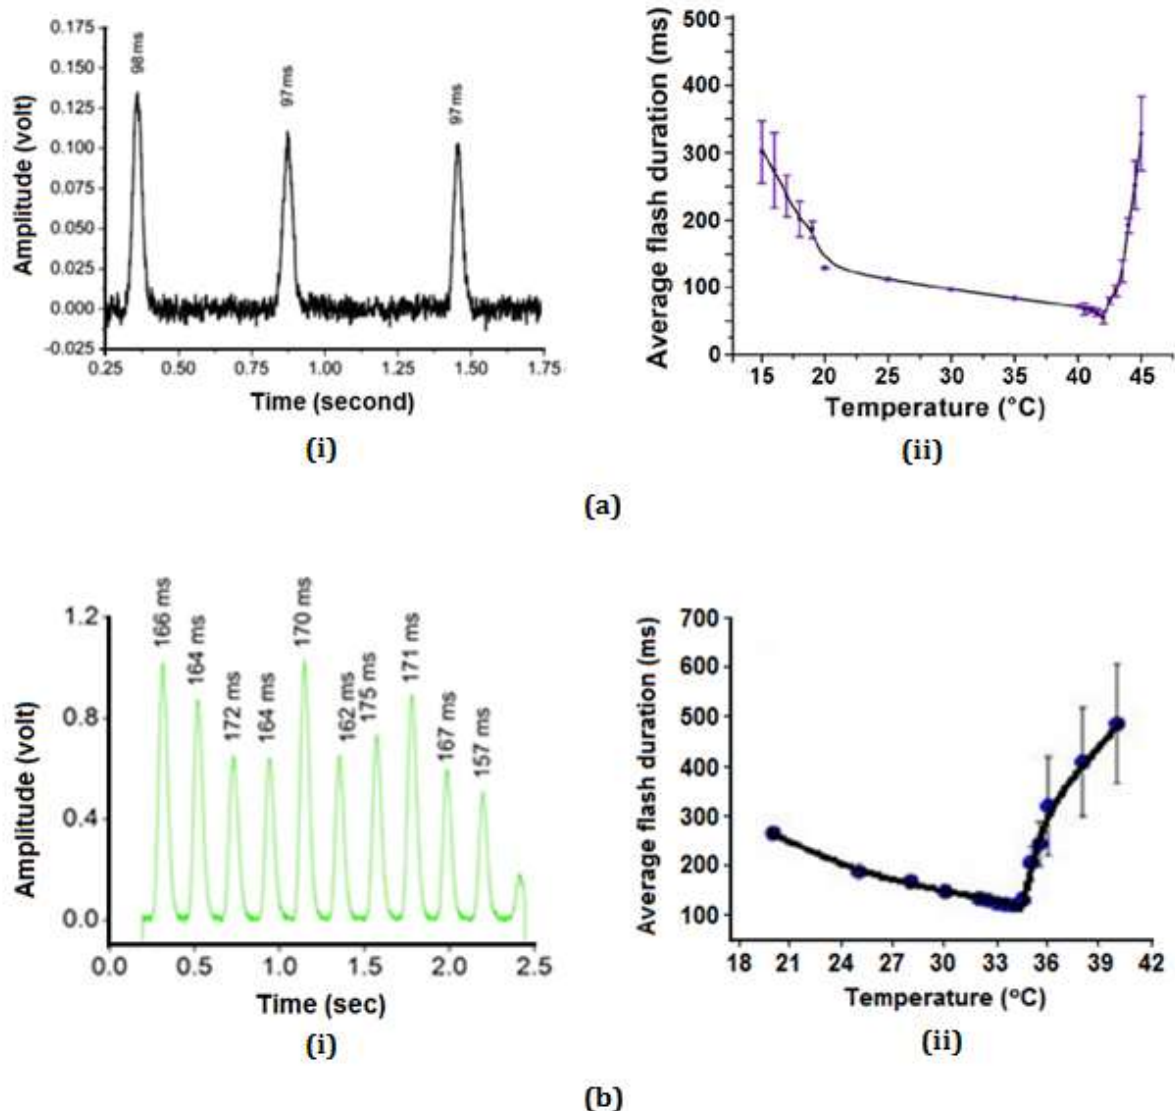 0.175
0.150
0.125
0.100
0.075
0.050
0.025
0.000
-0.025
Amplitude (volt)
98 ms
97 ms
97 ms
0.25 0.50 0.75 1.00 1.25 1.50 1.75
Time (second)
(i)
500
400
300
200
100
0
Average flash duration (ms)
15 20 25 30 35 40 45
Temperature (°C)
(ii)
(a)
1.2
0.8
0.4
0.0
Amplitude (volt)
166 ms
164 ms
172 ms
164 ms
170 ms
162 ms
175 ms
171 ms
167 ms
157 ms
0.0 0.5 1.0 1.5 2.0 2.5
Time (sec)
(i)
700
600
500
400
300
200
100
Average flash duration (ms)
18 21 24 27 30 33 36 39 42
Temperature (°C)
(ii)
(b)